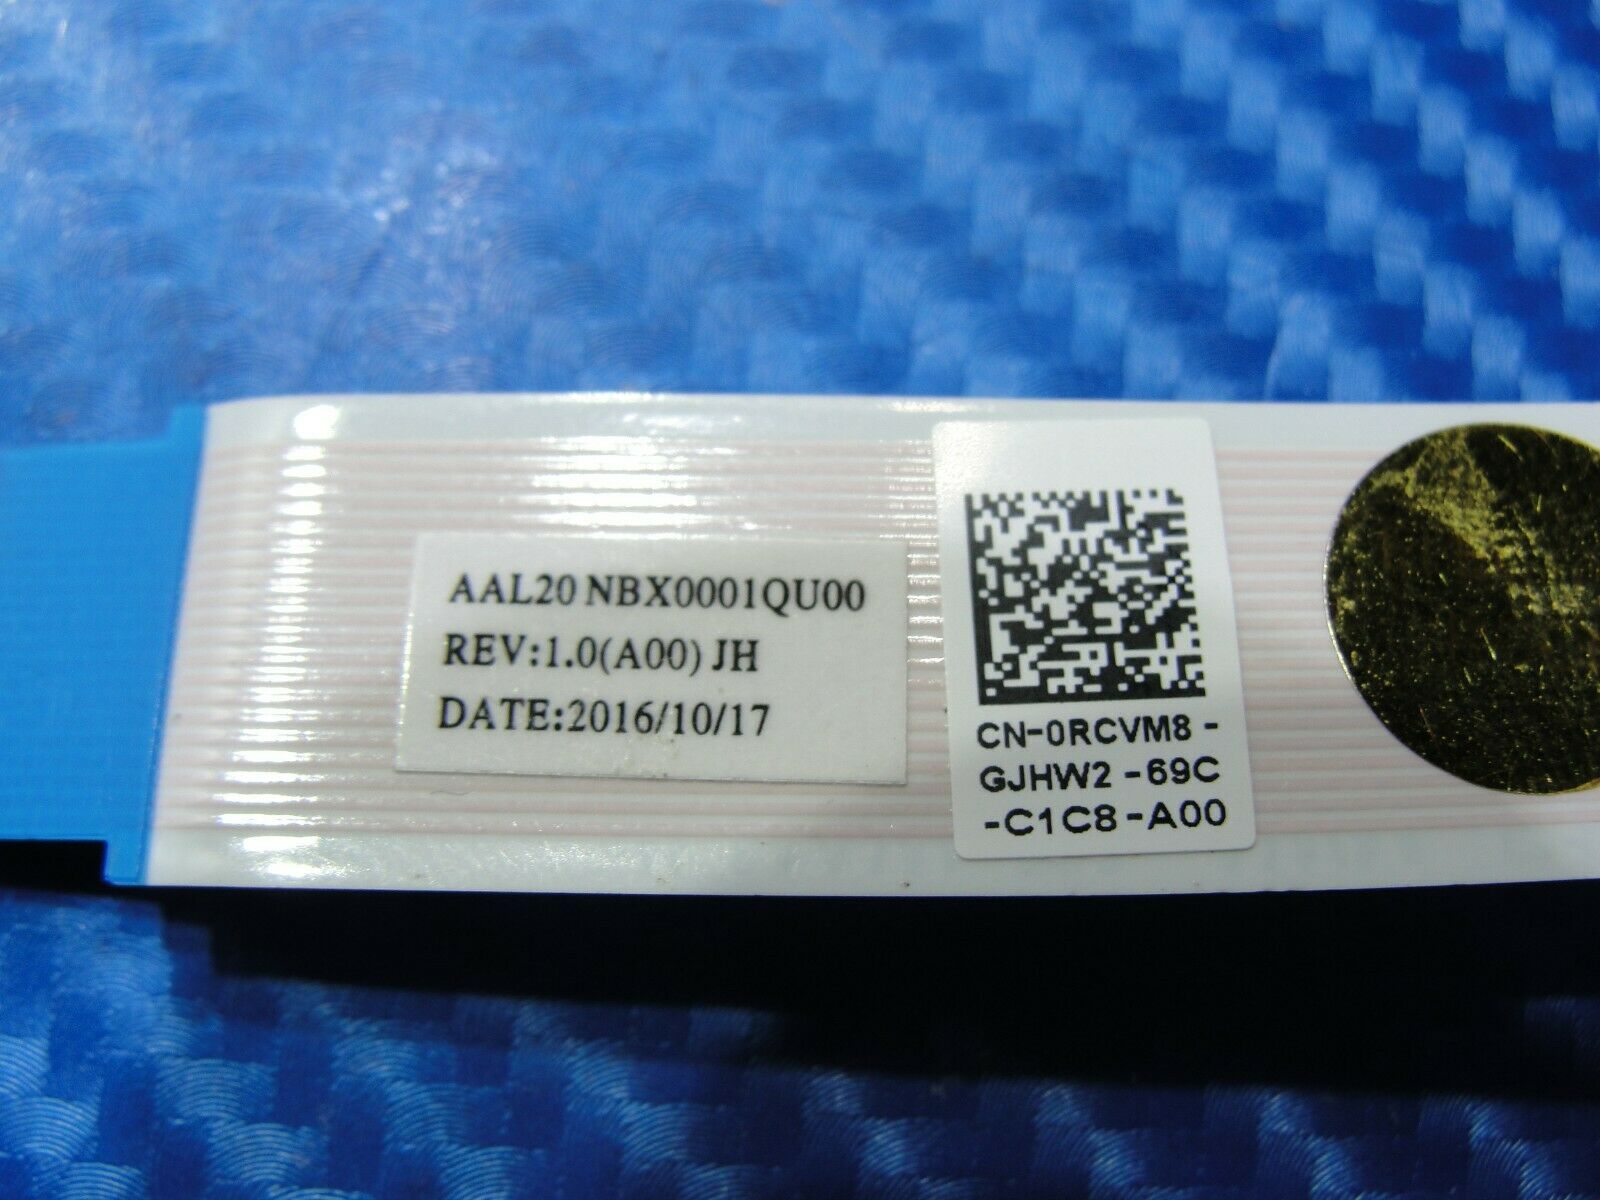 AAL20 NBX0001QU00
REV:1.0(A00) JH
DATE:2016/10/17
CN-0RCVM8-
GJHW2-69C
-C1C8-A00